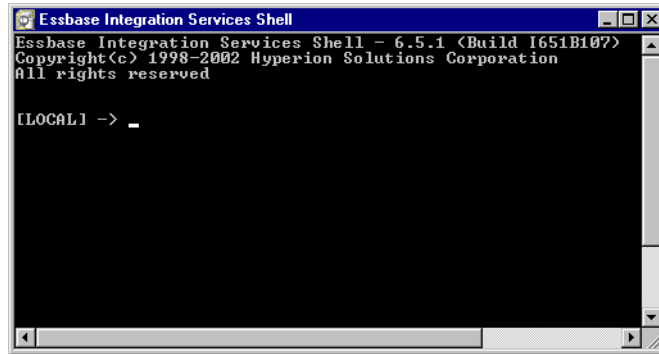 Essbase Integration Services Shell
Essbase Integration Services Shell - 6.5.1 (Build I651B107)
Copyright(c) 1998-2002 Hyperion Solutions Corporation
All rights reserved
[LOCAL] -> _